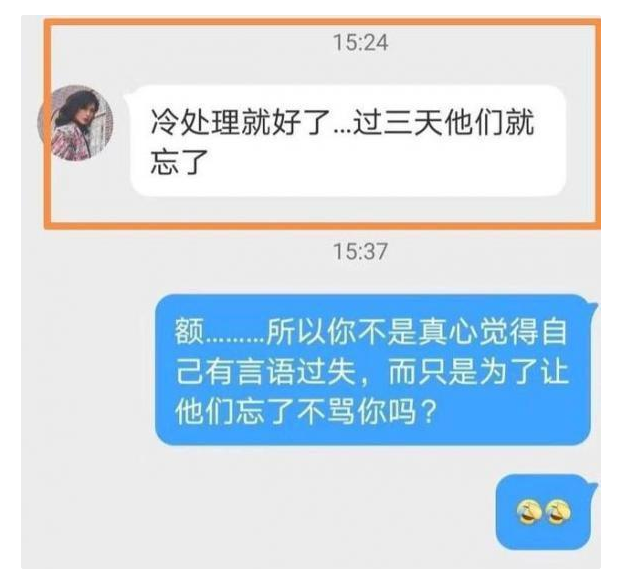 15:24
冷处理就好了...过三天他们就
忘了
15:37
额.........所以你不是真心觉得自
己有言语过失，而只是为了让
他们忘了不骂你吗？